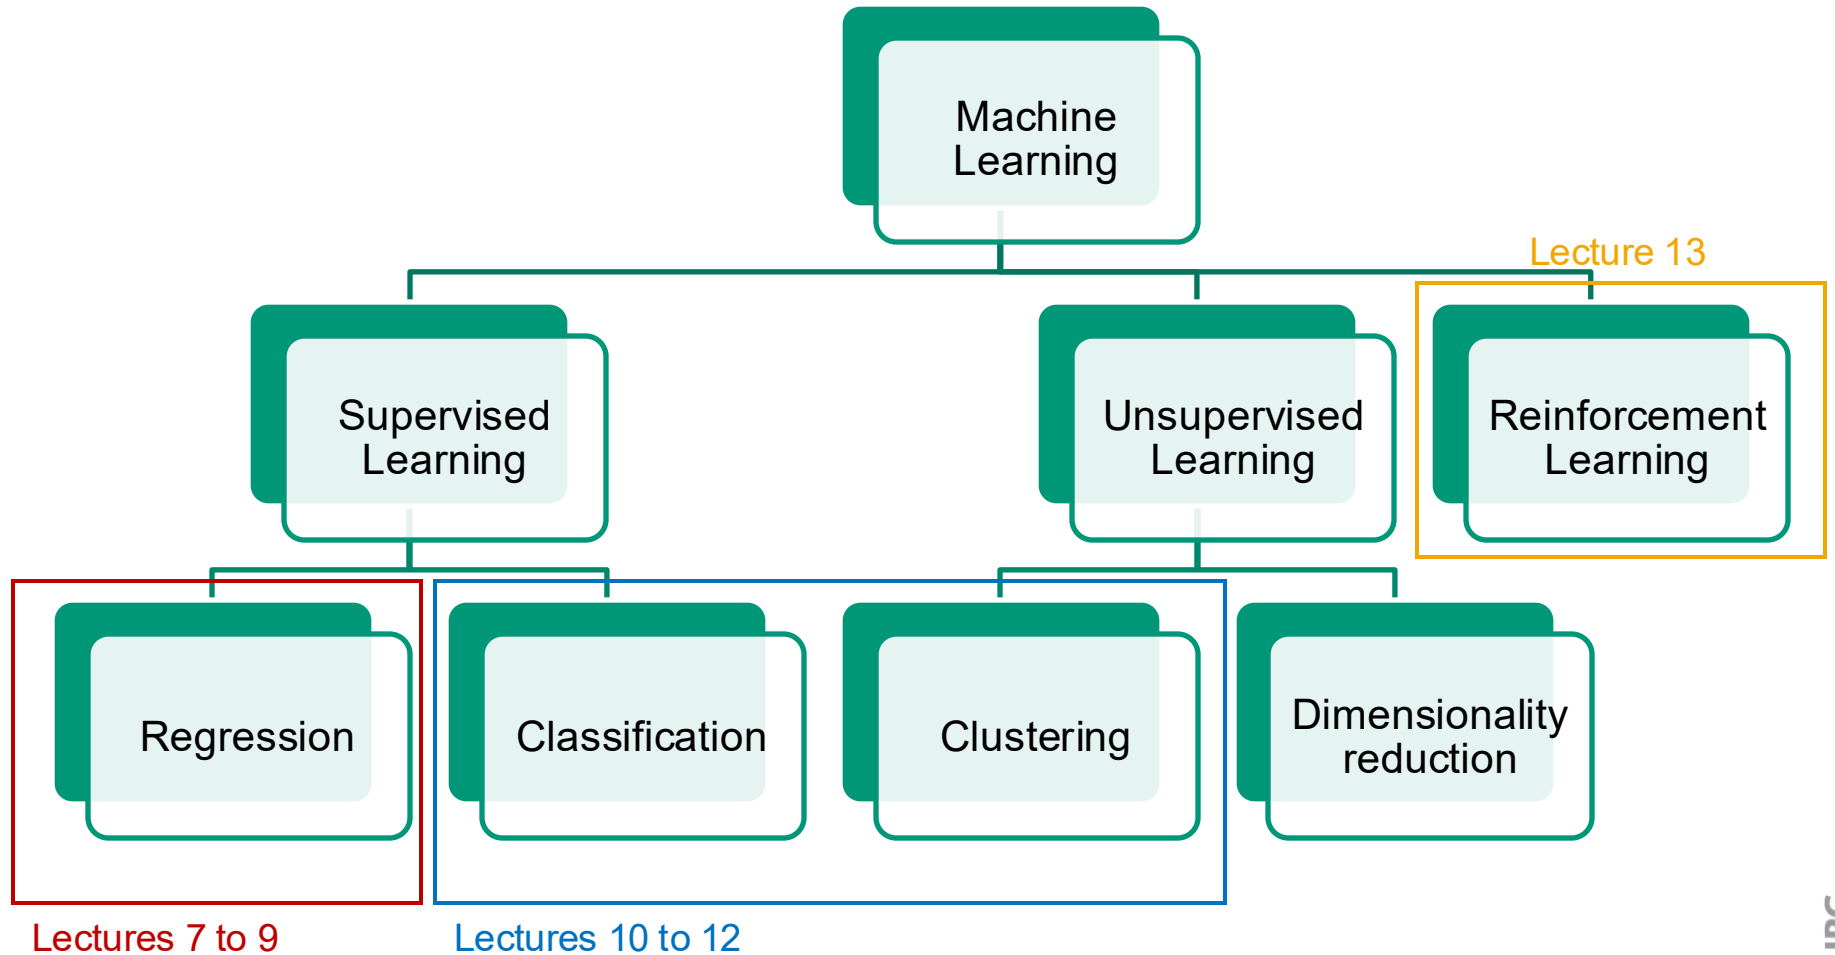 Machine
Learning
Lecture 13
Supervised
Learning
Unsupervised
Learning
Reinforcement
Learning
Regression
Classification
Clustering
Dimensionality
reduction
Lectures 7 to 9
Lectures 10 to 12